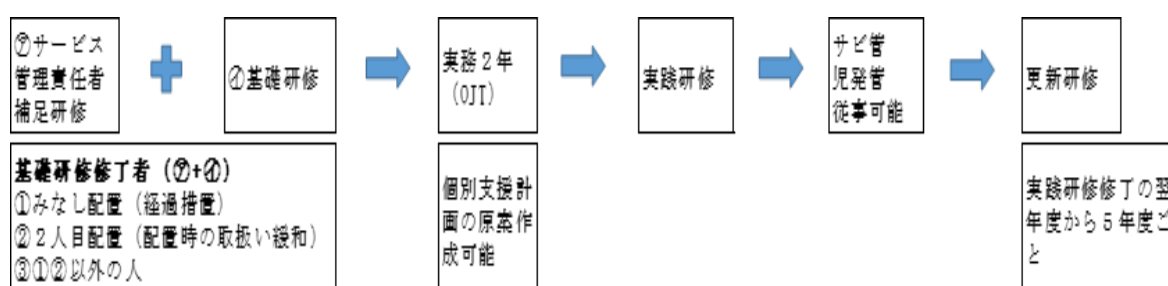 ㋐サービス
管理責任者
補足研修
㋑基礎研修
実務２年
（OJT）
実践研修
サビ管
児発管
従事可能
更新研修
基礎研修修了者（㋐+㋑）
①みなし配置（経過措置）
②２人目配置（配置時の取扱い緩和）
③①②以外の人
個別支援計
画の原案作
成可能
実践研修修了の翌
年度から５年度ご
と